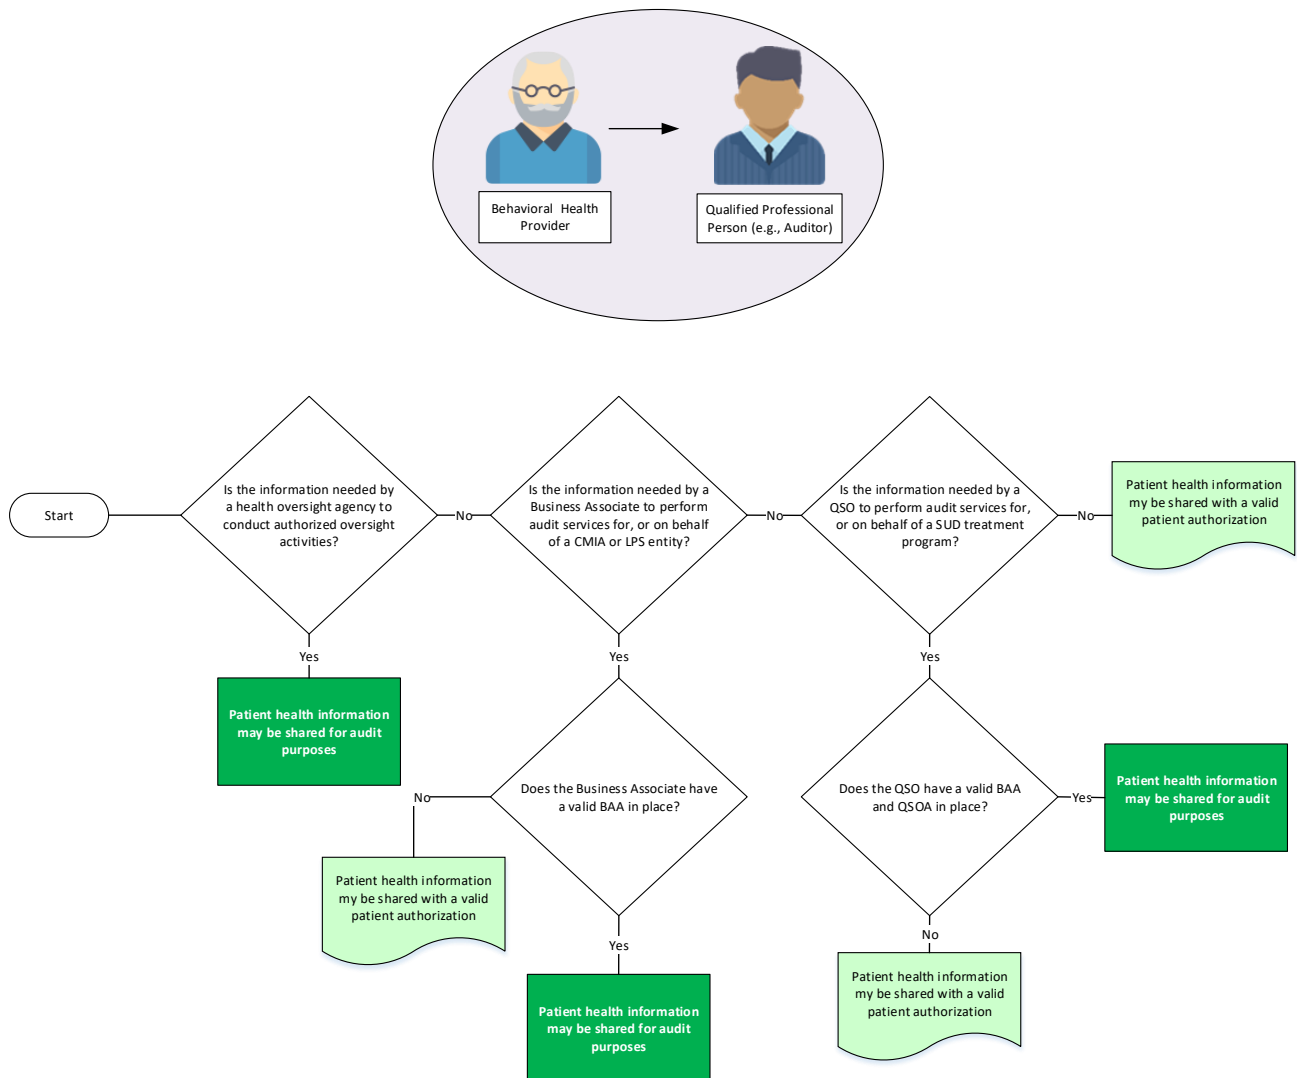 Behavioral Health
Provider
Qualified Professional
Person (e.g., Auditor)
Start
Is the information needed by
a health oversight agency to
conduct authorized oversight
activities?
No
Is the information needed by a
Business Associate to perform
audit services for, or on behalf
of a CMIA or LPS entity?
No
Is the information needed by a
QSO to perform audit services for,
or on behalf of a SUD treatment
program?
No
Patient health information
my be shared with a valid
patient authorization
Yes
Yes
Yes
Patient health information
may be shared for audit
purposes
Does the Business Associate have
a valid BAA in place?
No
Patient health information
my be shared with a valid
patient authorization
Yes
Patient health information
may be shared for audit
purposes
Does the QSO have a valid BAA
and QSOA in place?
Yes
Patient health information
may be shared for audit
purposes
No
Patient health information
my be shared with a valid
patient authorization